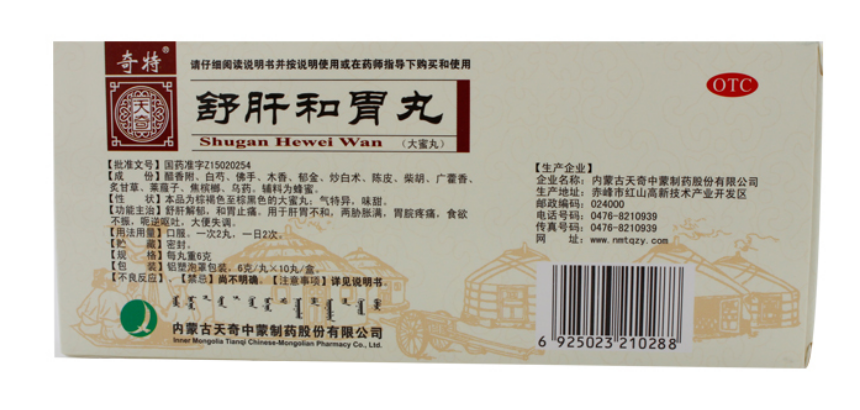 奇特®
请仔细阅读说明书并按说明使用或在药师指导下购买和使用
OTC
天奇
舒肝和胃丸
Shugan Hewei Wan （大蜜丸）
【批准文号】国药准字Z15020254
【成　　份】醋香附、白芍、佛手、木香、郁金、炒白术、陈皮、柴胡、广藿香、
炙甘草、莱菔子、焦槟榔、乌药。辅料为蜂蜜。
【性　　状】本品为棕褐色至棕黑色的大蜜丸；气特异，味甜。
【功能主治】舒肝解郁，和胃止痛。用于肝胃不和，两胁胀满，胃脘疼痛，食欲
不振，呃逆呕吐，大便失调。
【用法用量】口服。一次2丸，一日2次。
【贮　　藏】密封。
【规　　格】每丸重6克
【包　　装】铝塑泡罩包装。6克/丸×10丸/盒。
【不良反应】、【禁忌】尚不明确。【注意事项】详见说明书。
内蒙古天奇中蒙制药股份有限公司
Inner Mongolia Tianqi Chinese-Mongolian Pharmacy Co., Ltd.
【生产企业】
企业名称：内蒙古天奇中蒙制药股份有限公司
生产地址：赤峰市红山高新技术产业开发区
邮政编码：024000
电话号码：0476-8210939
传真号码：0476-8210939
网　　址：www.nmtqzy.com
6 925023 210288